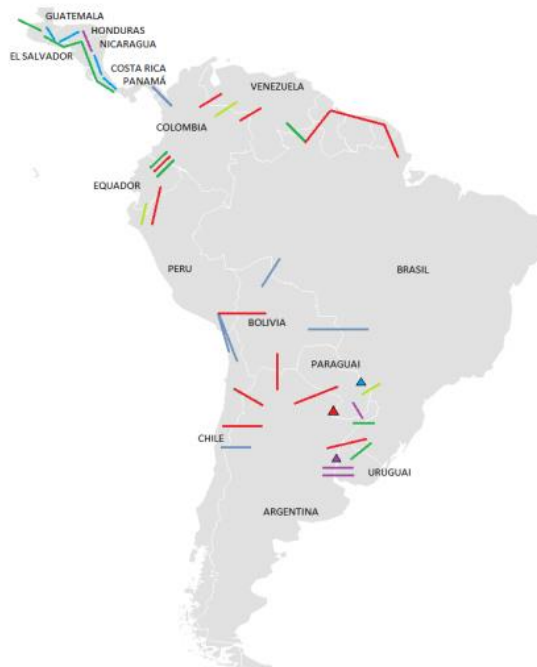 GUATEMALA
HONDURAS
NICARAGUA
EL SALVADOR
COSTA RICA
PANAMÁ
VENEZUELA
COLOMBIA
EQUADOR
PERU
BRASIL
BOLIVIA
PARAGUAI
CHILE
URUGUAI
ARGENTINA